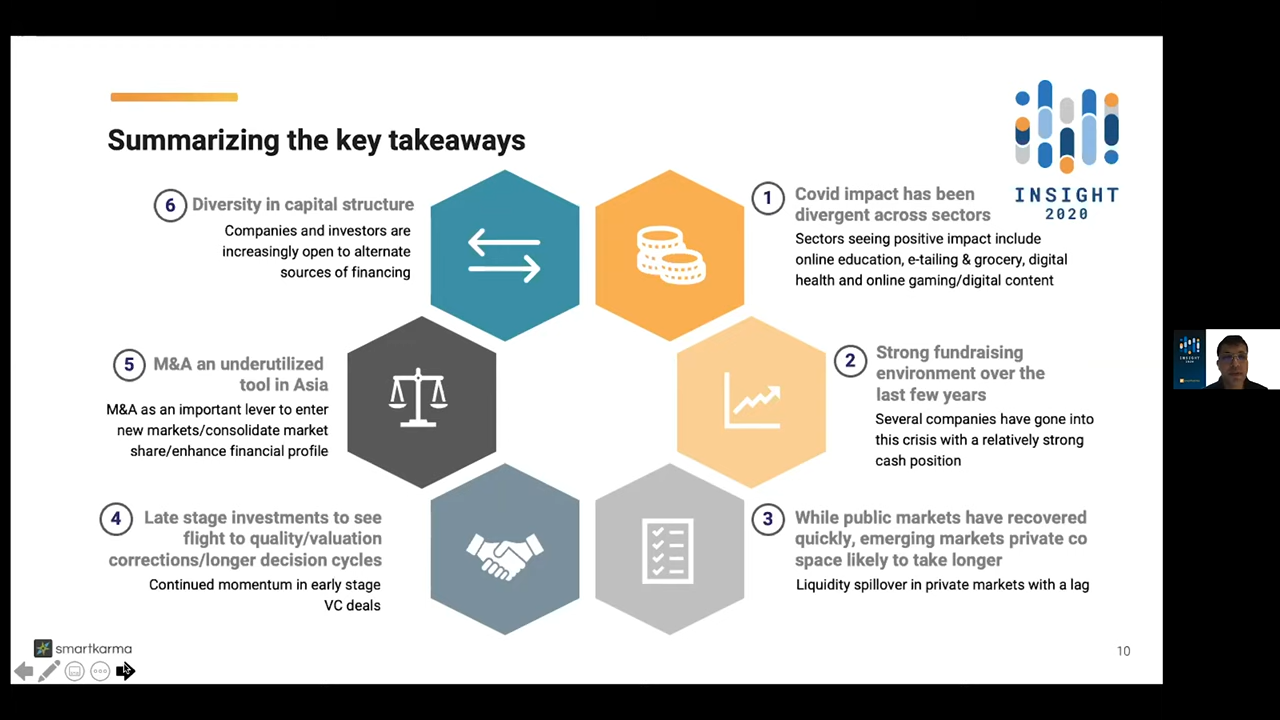 Summarizing the key takeaways
INSIGHT
2020
1
Covid impact has been
divergent across sectors
Sectors seeing positive impact include
online education, e-tailing & grocery, digital
health and online gaming/digital content
2
Strong fundraising
environment over the
last few years
Several companies have gone into
this crisis with a relatively strong
cash position
3
While public markets have recovered
quickly, emerging markets private co
space likely to take longer
Liquidity spillover in private markets with a lag
4
Late stage investments to see
flight to quality/valuation
corrections/longer decision cycles
Continued momentum in early stage
VC deals
5
M&A an underutilized
tool in Asia
M&A as an important lever to enter
new markets/consolidate market
share/enhance financial profile
6
Diversity in capital structure
Companies and investors are
increasingly open to alternate
sources of financing
smartkarma
10